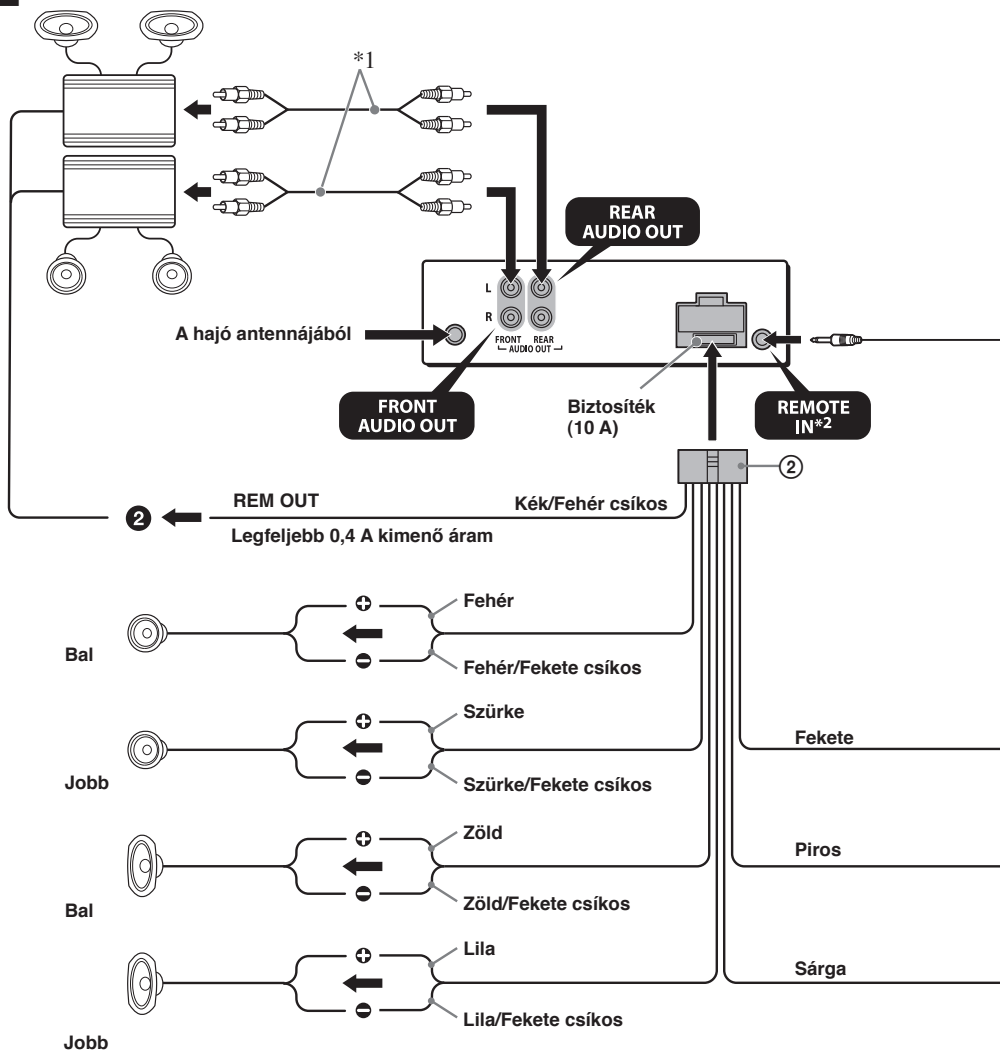 *1
REAR
AUDIO OUT
L
R
FRONT REAR
AUDIO OUT
A hajó antennájából
FRONT
AUDIO OUT
Biztosíték
(10 A)
REMOTE
IN*2
2
REM OUT
Kék/Fehér csíkos
2
Legfeljebb 0,4 A kimenő áram
Fehér
Bal
Fehér/Fekete csíkos
Szürke
Fekete
Jobb
Szürke/Fekete csíkos
Zöld
Piros
Bal
Zöld/Fekete csíkos
Lila
Sárga
Lila/Fekete csíkos
Jobb